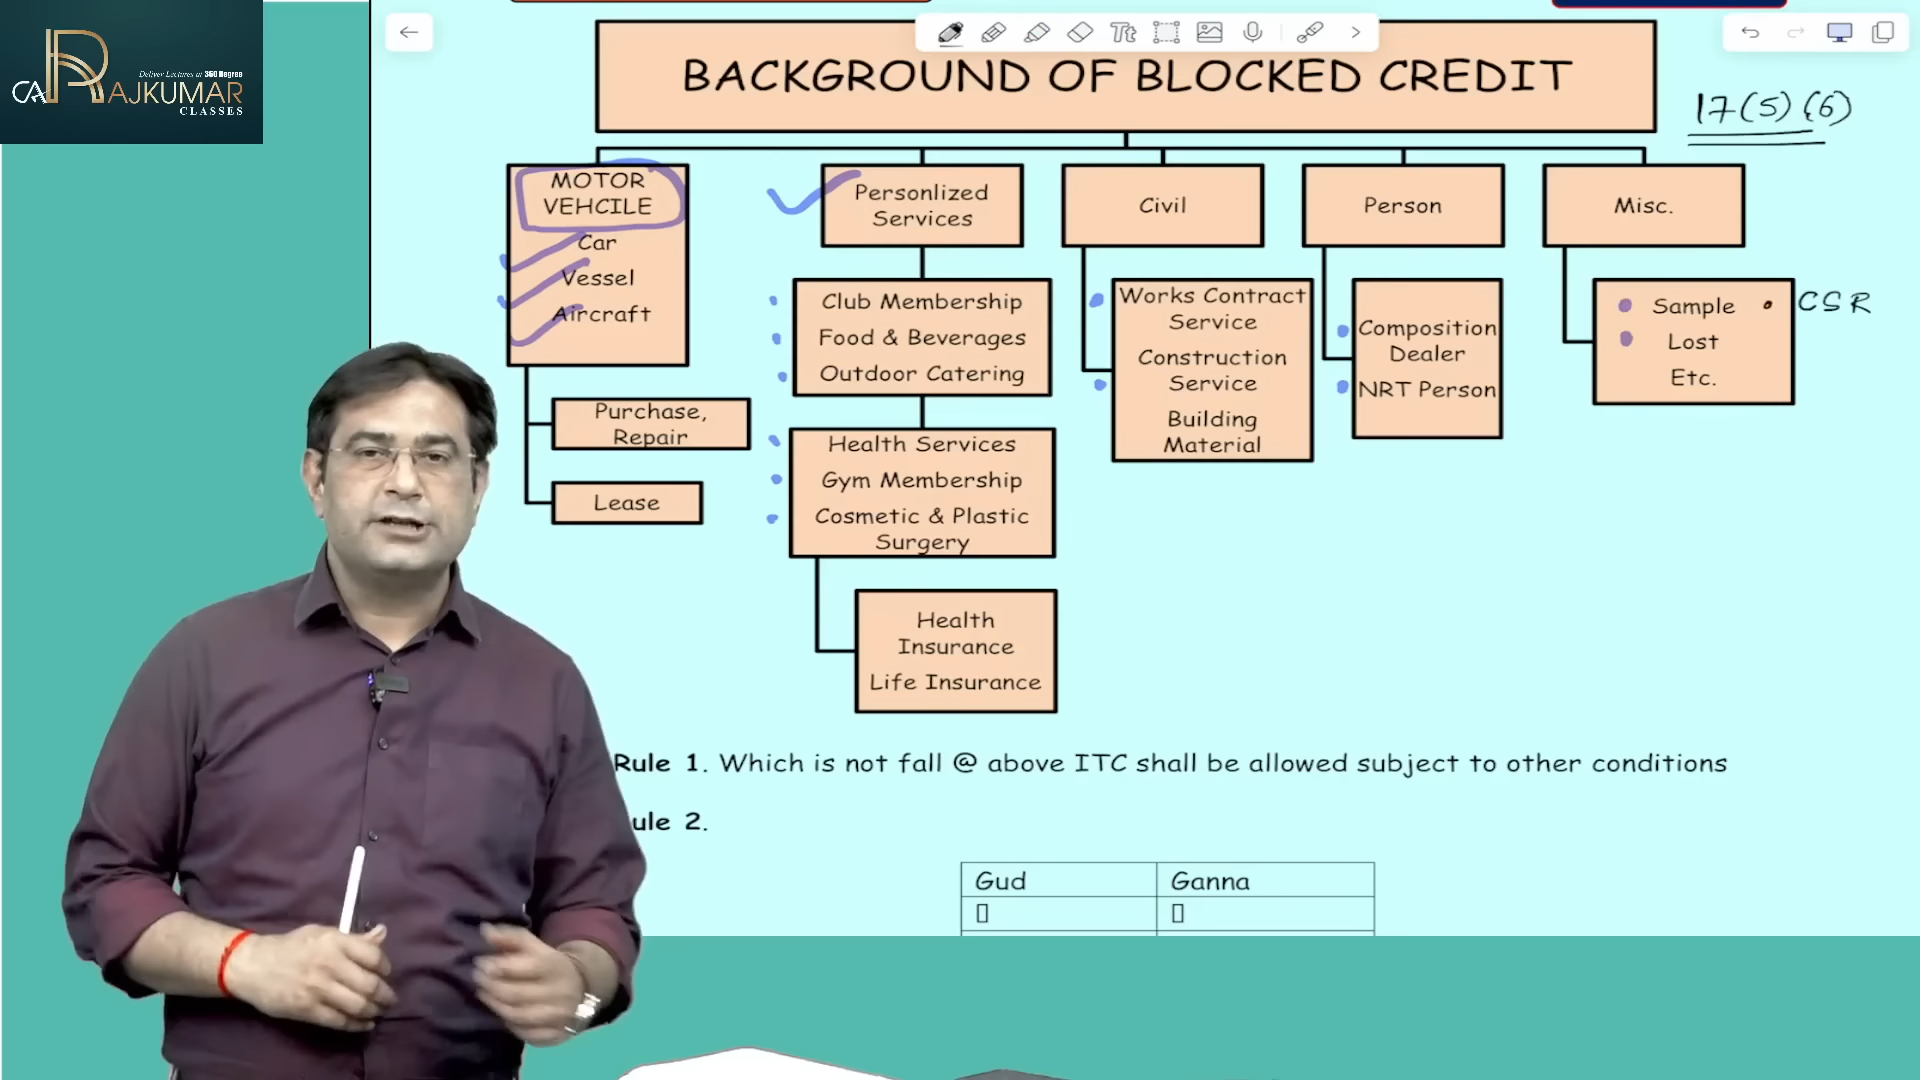 Deliver Lectures at 360 Degree
CA RAJKUMAR
CLASSES
Tt
BACKGROUND OF BLOCKED CREDIT
17(5) (6)
MOTOR
VEHCILE
Car
Vessel
Aircraft
Purchase,
Repair
Lease
Personlized
Services
Club Membership
Food & Beverages
Outdoor Catering
Health Services
Gym Membership
Cosmetic & Plastic
Surgery
Health
Insurance
Life Insurance
Civil
Works Contract
Service
Construction
Service
Building
Material
Person
Composition
Dealer
NRT Person
Misc.
Sample
Lost
Etc.
CSR
Rule 1. Which is not fall @ above ITC shall be allowed subject to other conditions
ule 2.
Gud Ganna